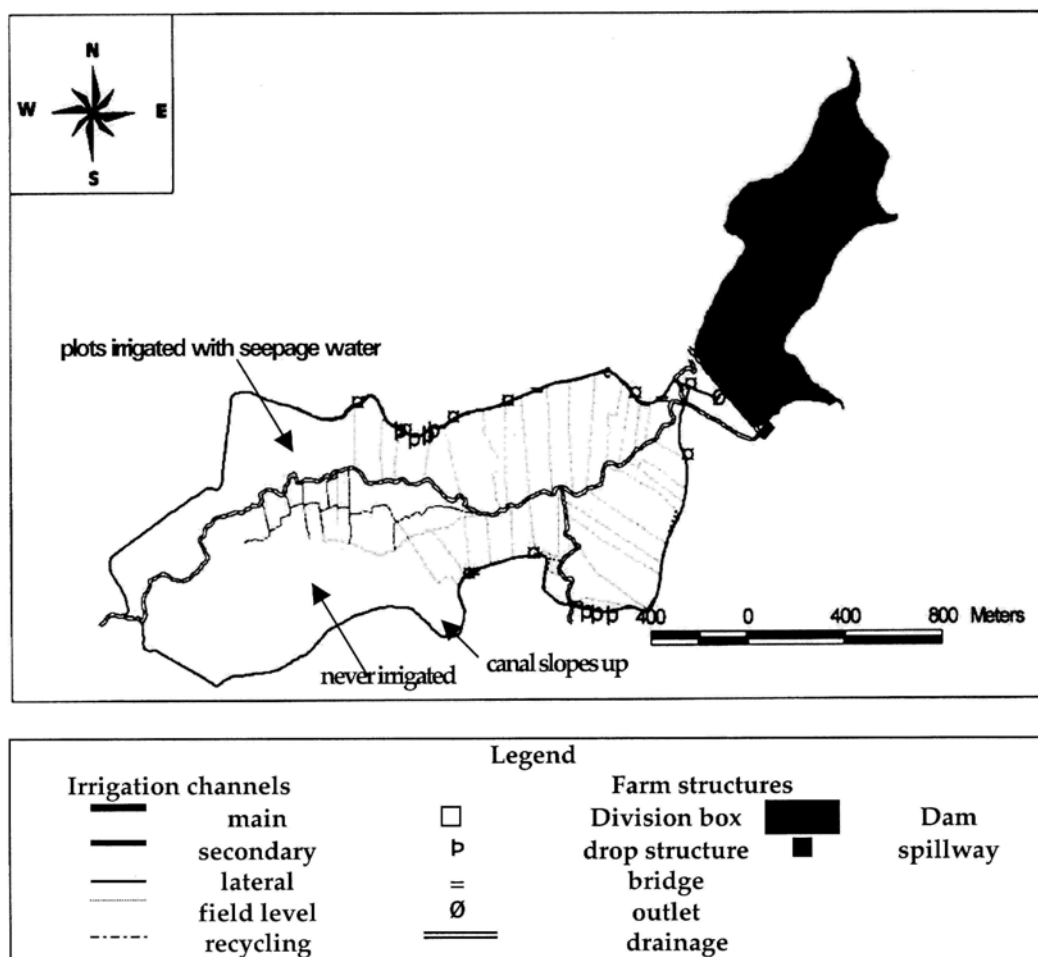 N
W E
S
plots irrigated with seepage water
400 0 400 800 Meters
canal slopes up
never irrigated
Legend
Irrigation channels Farm structures
main Division box Dam
secondary Þ drop structure spillway
lateral = bridge
field level Ø outlet
recycling drainage